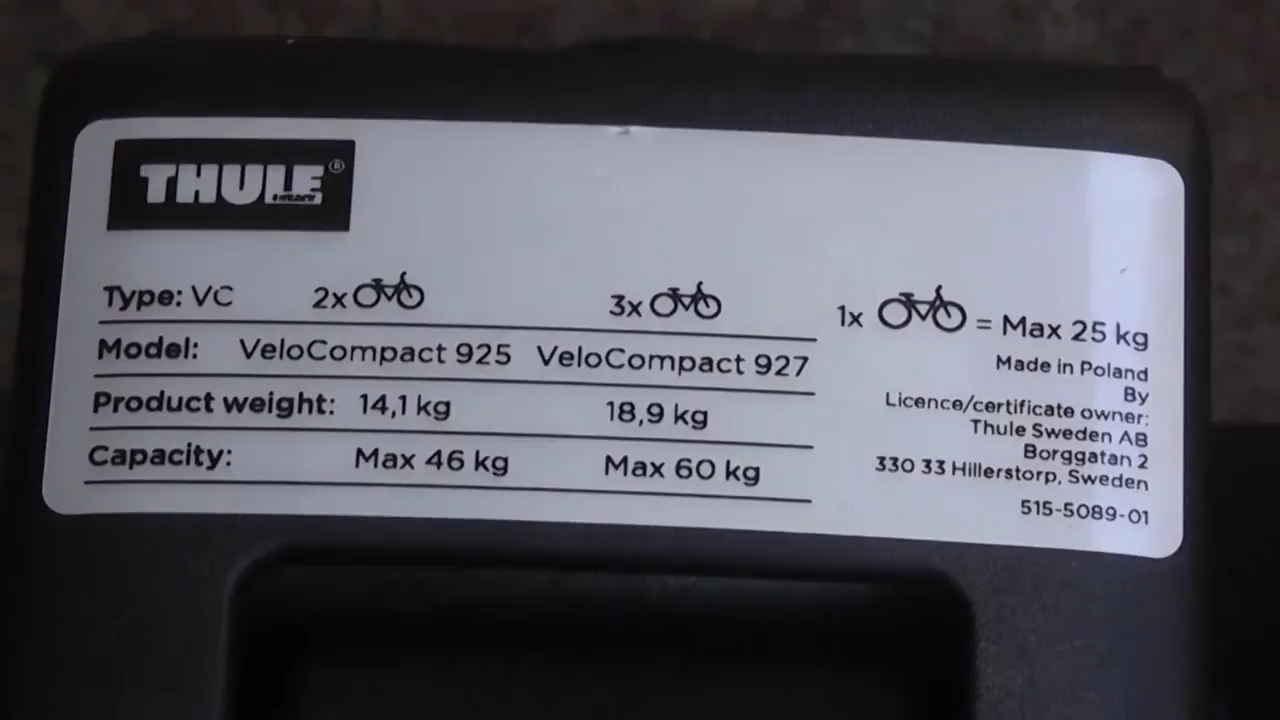 THULE®
Type: VC 2x 3x
Model: VeloCompact 925 VeloCompact 927
Product weight: 14,1 kg 18,9 kg
Capacity: Max 46 kg Max 60 kg
1x = Max 25 kg
Made in Poland
By
Licence/certificate owner:
Thule Sweden AB
Borggatan 2
330 33 Hillerstorp, Sweden
515-5089-01